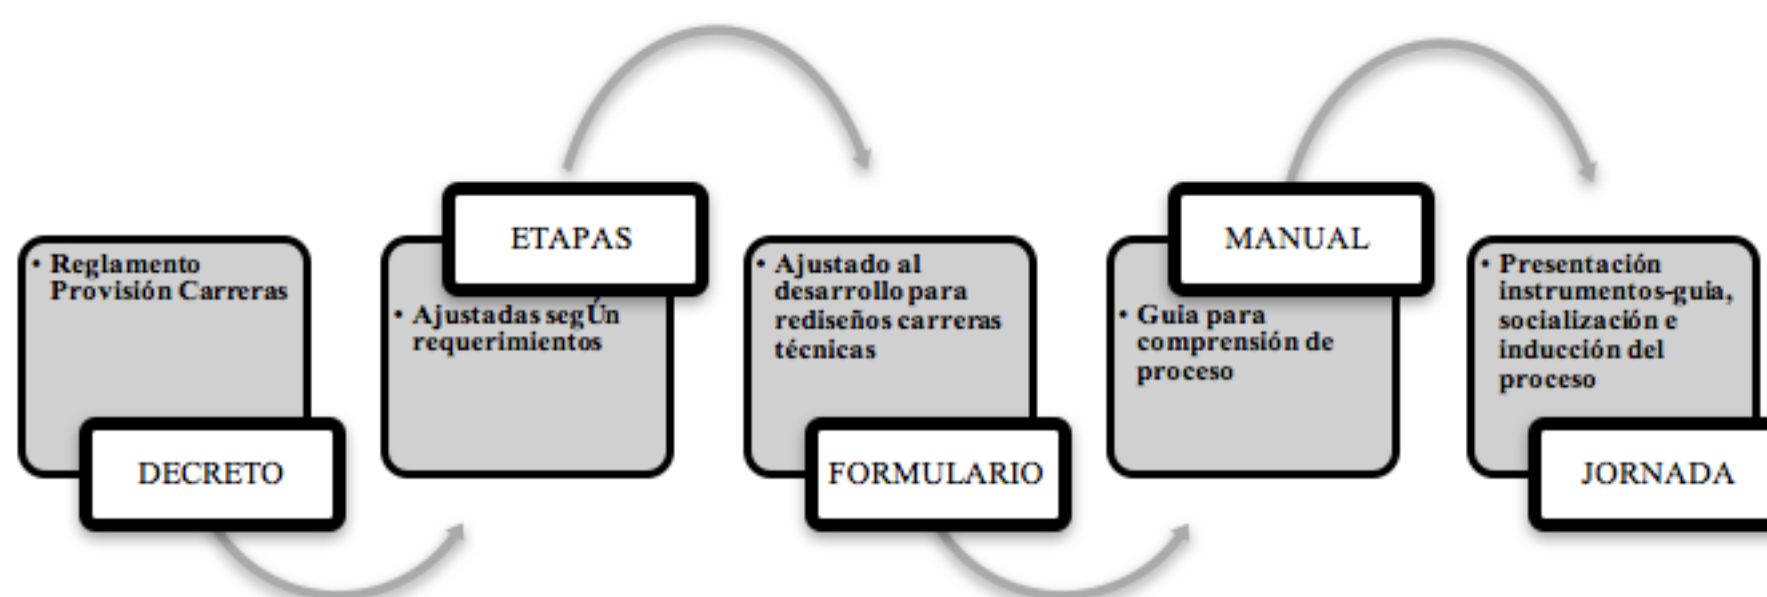 • Reglamento
Provisión Carreras
DECRETO
ETAPAS
• Ajustadas segÚn
requerimientos
• Ajustado al
desarrollo para
rediseños carreras
técnicas
FORMULARIO
MANUAL
• Guia para
comprensión de
proceso
• Presentación
instrumentos-guia,
socialización e
inducción del
proceso
JORNADA